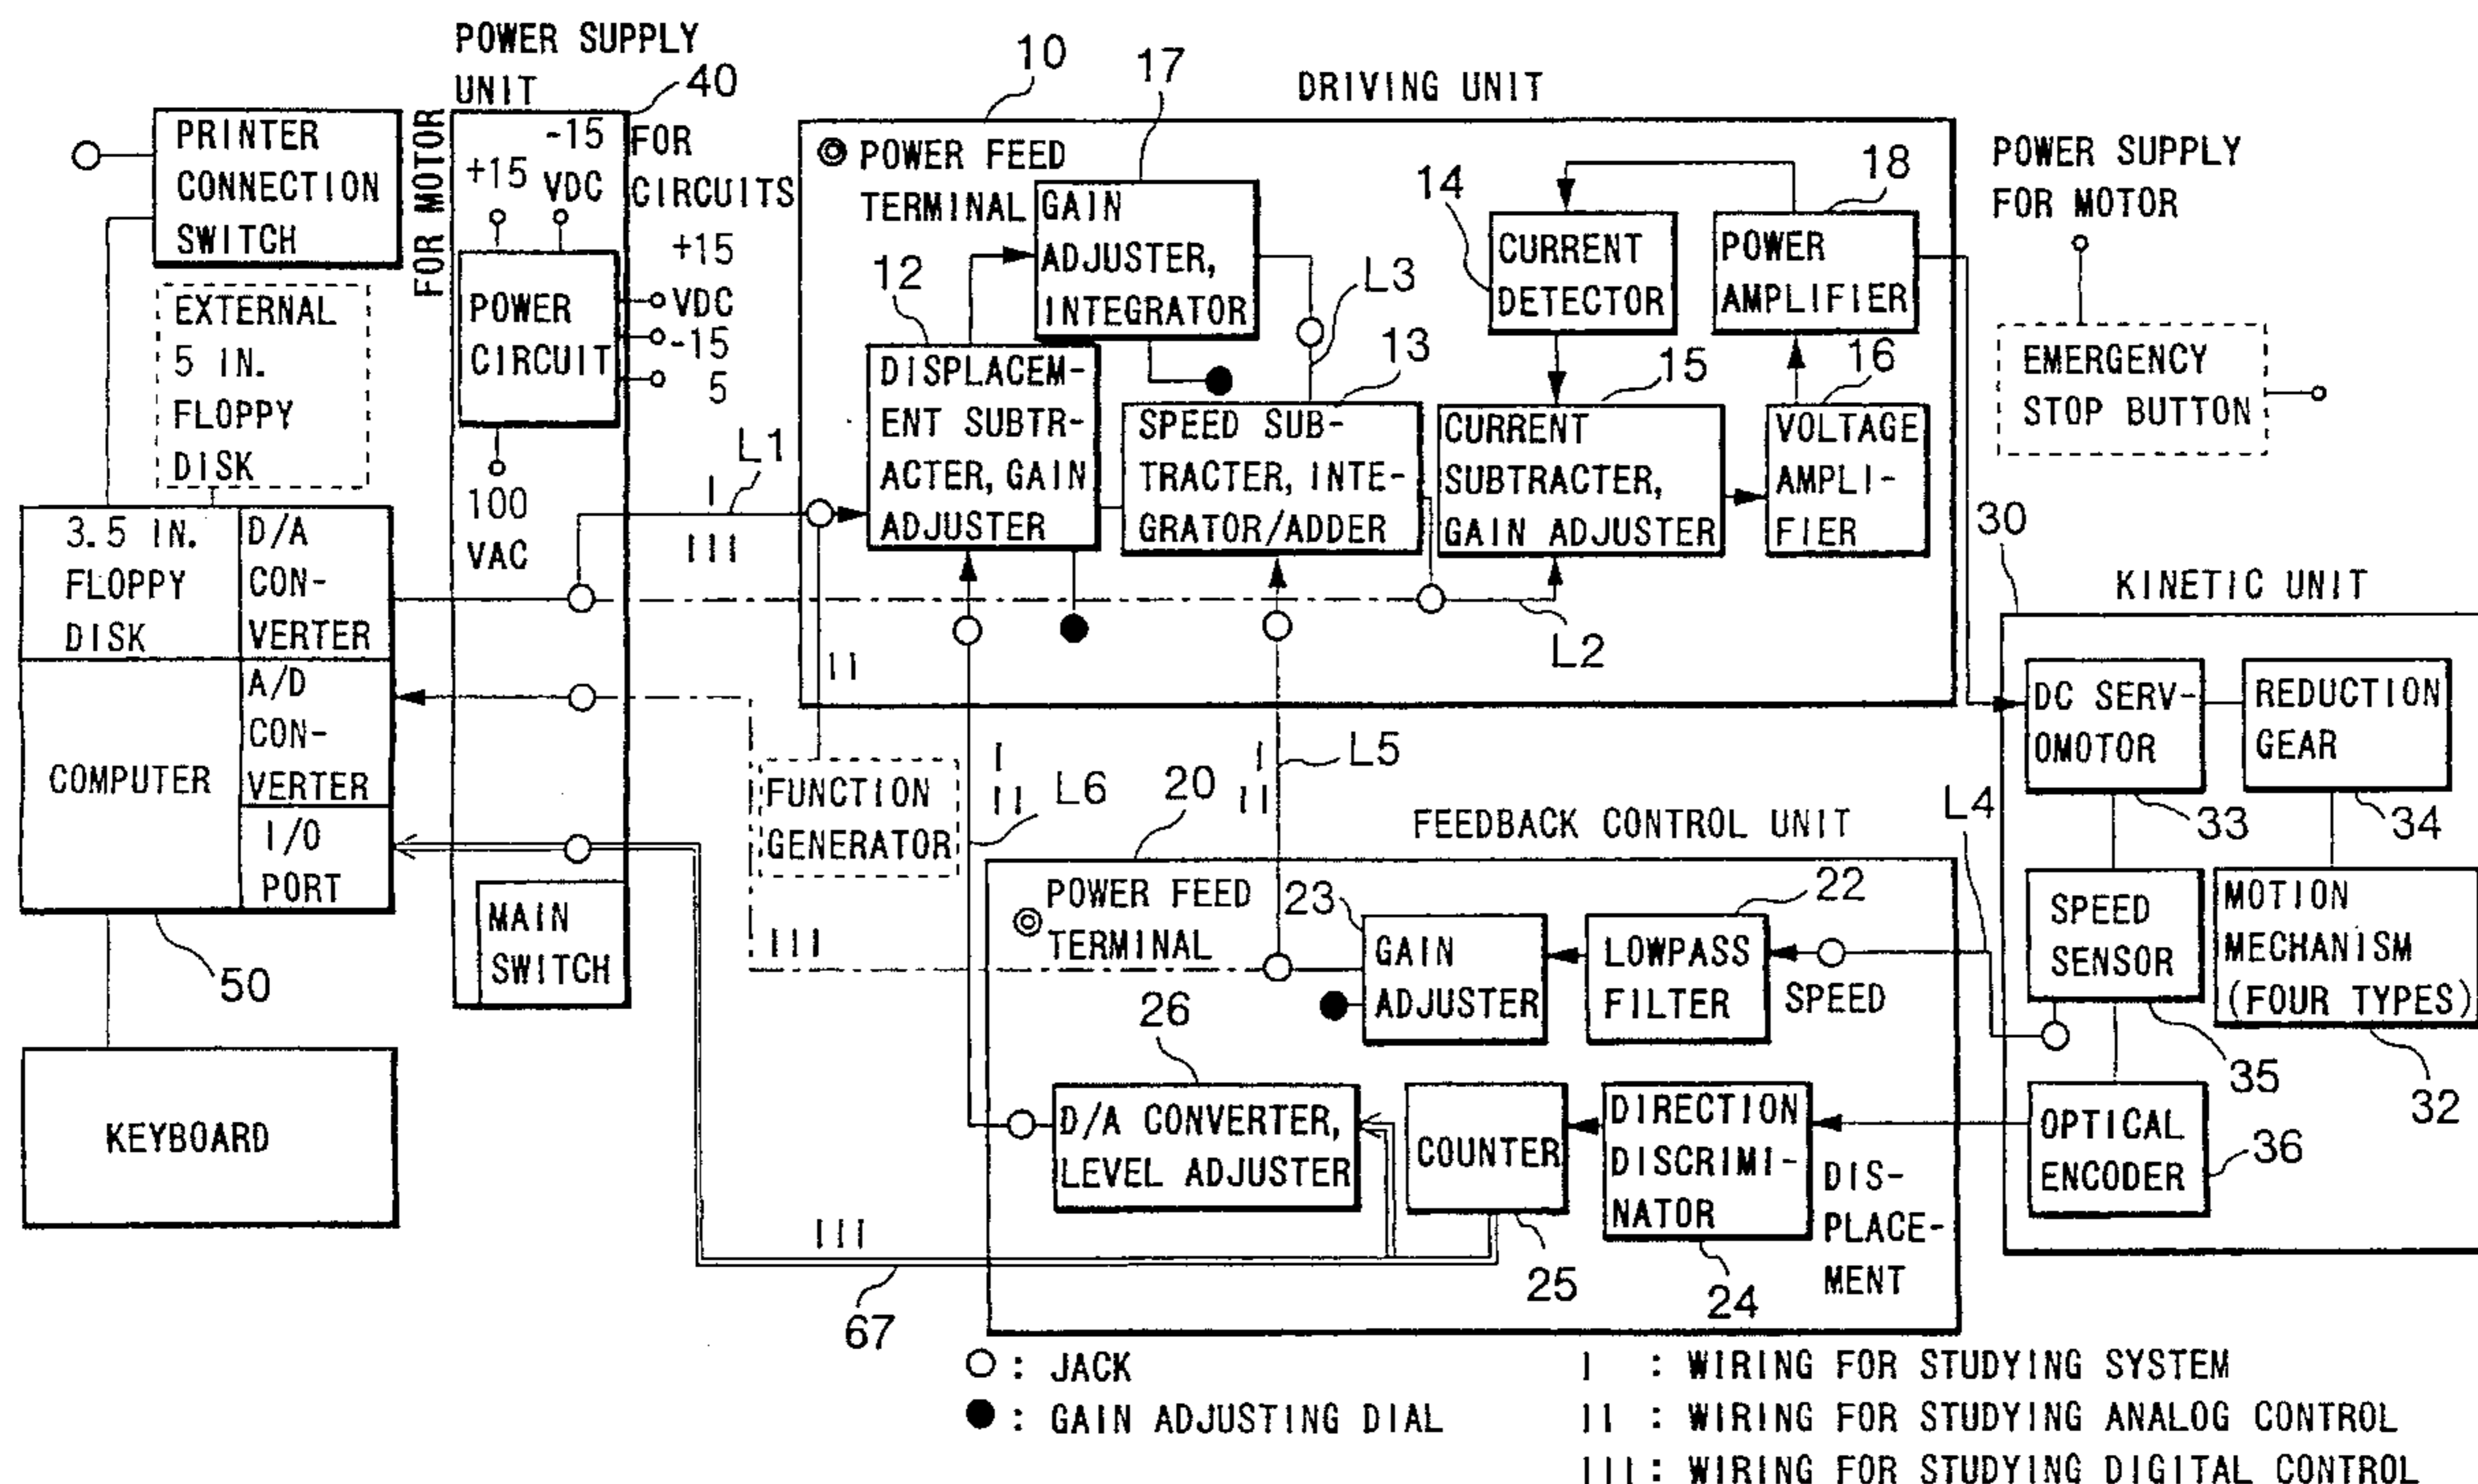 POWER SUPPLY
UNIT
40
FOR MOTOR
-15
+15 VDC
FOR
CIRCUITS
+15
VDC
-15
5
POWER
CIRCUIT
100
VAC
MAIN
SWITCH
PRINTER
CONNECTION
SWITCH
EXTERNAL
5 IN.
FLOPPY
DISK
3.5 IN.
FLOPPY
DISK
D/A
CON-
VERTER
A/D
CON-
VERTER
COMPUTER
I/O
PORT
50
KEYBOARD
L1
I
III
10
17
DRIVING UNIT
POWER FEED
TERMINAL
GAIN
ADJUSTER,
INTEGRATOR
12
DISPLACEM-
ENT SUBTR-
ACTER, GAIN
ADJUSTER
L3
13
SPEED SUB-
TRACTER, INTE-
GRATOR/ADDER
14
CURRENT
DETECTOR
18
POWER
AMPLIFIER
15
CURRENT
SUBTRACTER,
GAIN ADJUSTER
16
VOLTAGE
AMPLI-
FIER
L2
II
POWER SUPPLY
FOR MOTOR
EMERGENCY
STOP BUTTON
30
KINETIC UNIT
DC SERV-
OMOTOR
33
REDUCTION
GEAR
34
SPEED
SENSOR
35
MOTION
MECHANISM
(FOUR TYPES)
32
OPTICAL
ENCODER
36
L4
FUNCTION
GENERATOR
I
II
L6
I
II
L5
20
FEEDBACK CONTROL UNIT
POWER FEED
TERMINAL
III
23
GAIN
ADJUSTER
22
LOWPASS
FILTER
SPEED
26
D/A CONVERTER,
LEVEL ADJUSTER
COUNTER
25
DIRECTION
DISCRIMI-
NATOR
24
DIS-
PLACE-
MENT
III
67
○ : JACK
● : GAIN ADJUSTING DIAL
I : WIRING FOR STUDYING SYSTEM
II : WIRING FOR STUDYING ANALOG CONTROL
III : WIRING FOR STUDYING DIGITAL CONTROL